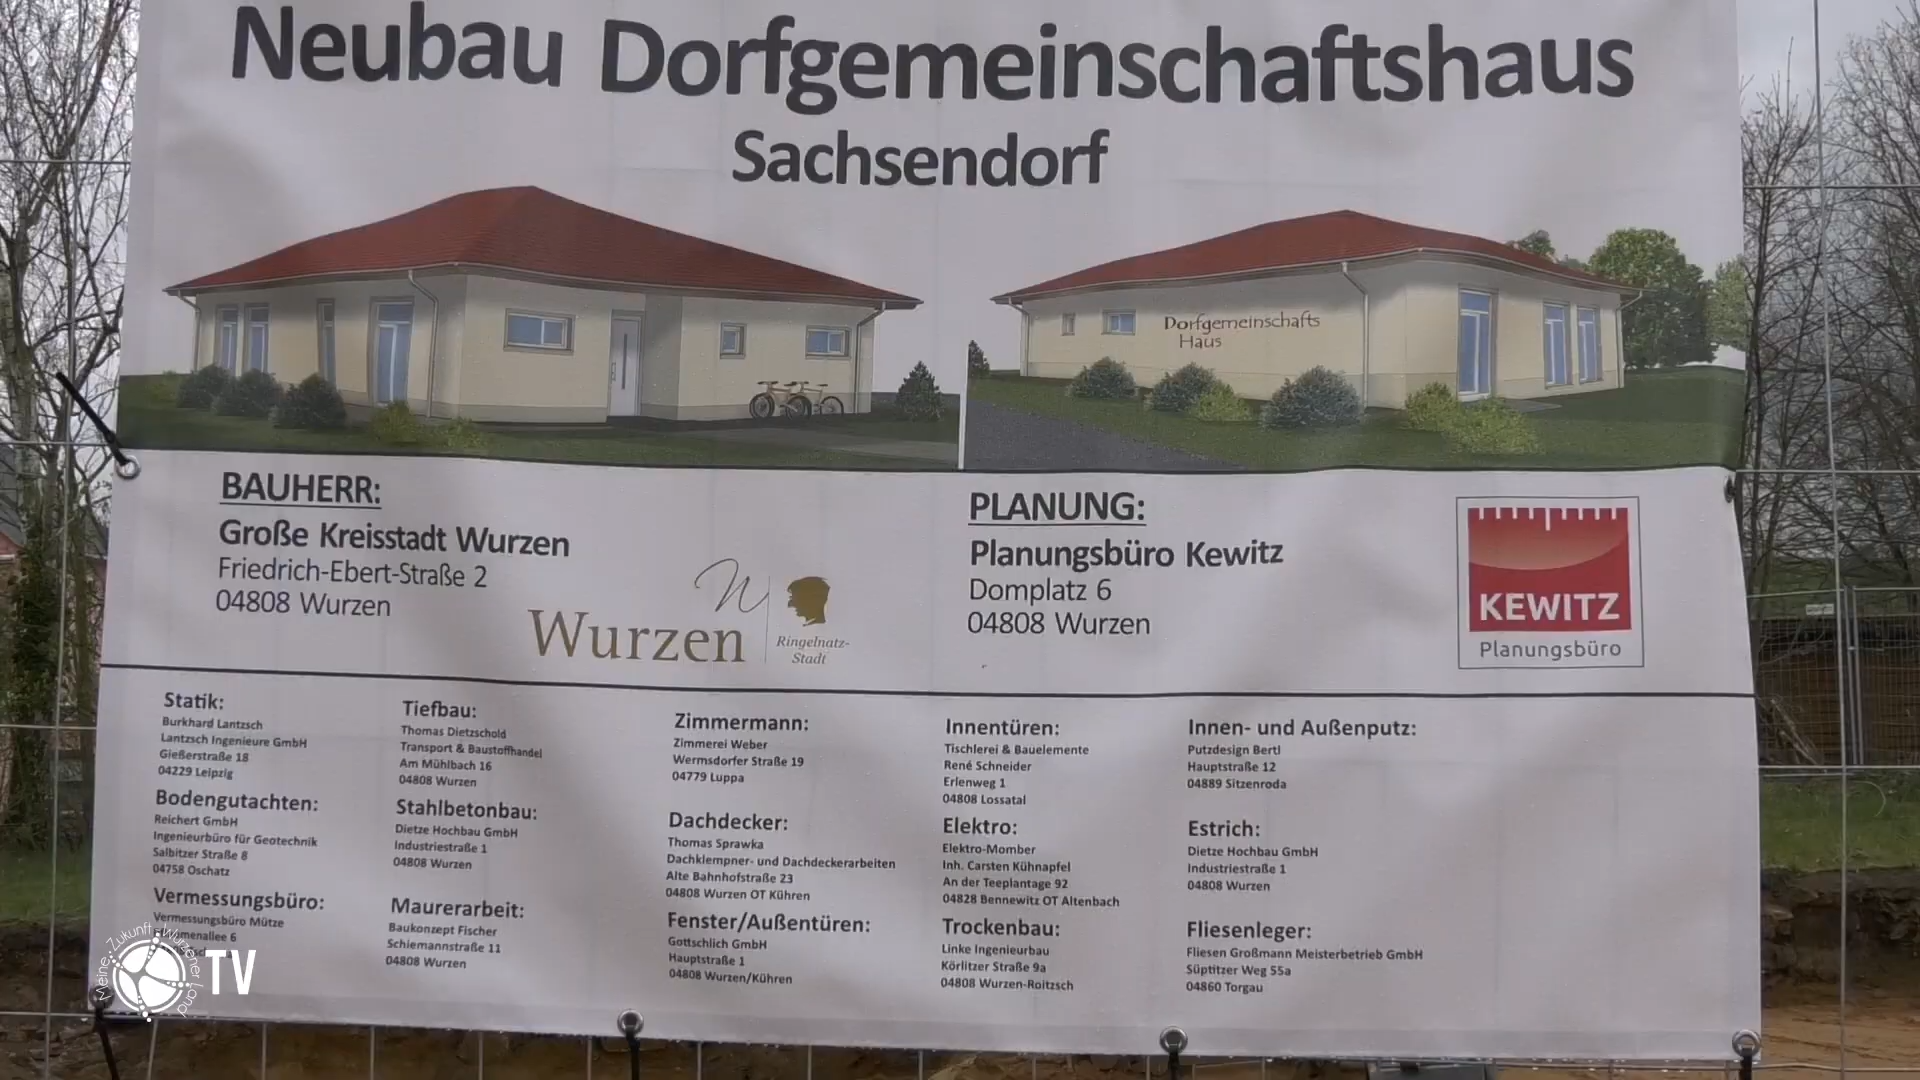 Neubau Dorfgemeinschaftshaus
Sachsendorf
Dorfgemeinschafts
Haus
BAUHERR:
Große Kreisstadt Wurzen
Friedrich-Ebert-Straße 2
04808 Wurzen
Wurzen
Ringelnatz-
Stadt
PLANUNG:
Planungsbüro Kewitz
Domplatz 6
04808 Wurzen
KEWITZ
Planungsbüro
Statik:
Burkhard Lantzsch
Lantzsch Ingenieure GmbH
Gießerstraße 18
04229 Leipzig
Bodengutachten:
Reichert GmbH
Ingenieurbüro für Geotechnik
Salbitzer Straße 8
04758 Oschatz
Vermessungsbüro:
Vermessungsbüro Mütze
6
Tiefbau:
Thomas Dietzschold
Transport & Baustoffhandel
Am Mühlbach 16
04808 Wurzen
Stahlbetonbau:
Dietze Hochbau GmbH
Industriestraße 1
04808 Wurzen
Maurerarbeit:
Baukonzept Fischer
Schiemannstraße 11
04808 Wurzen
Zimmermann:
Zimmerei Weber
Wermsdorfer Straße 19
04779 Luppa
Dachdecker:
Thomas Sprawka
Dachklempner- und Dachdeckerarbeiten
Alte Bahnhofstraße 23
04808 Wurzen OT Kühren
Fenster/Außentüren:
Gottschlich GmbH
Hauptstraße 1
04808 Wurzen/Kühren
Innentüren:
Tischlerei & Bauelemente
René Schneider
Erlenweg 1
04808 Lossatal
Elektro:
Elektro-Momber
Inh. Carsten Kühnapfel
An der Teeplantage 92
04828 Bennewitz OT Altenbach
Trockenbau:
Linke Ingenieurbau
Körlitzer Straße 9a
04808 Wurzen-Roitzsch
Innen- und Außenputz:
Putzdesign Bertl
Hauptstraße 12
04889 Sitzenroda
Estrich:
Dietze Hochbau GmbH
Industriestraße 1
04808 Wurzen
Fliesenleger:
Fliesen Großmann Meisterbetrieb GmbH
Süptitzer Weg 55a
04860 Torgau
Meine Zukunft - Wurzener Land
TV